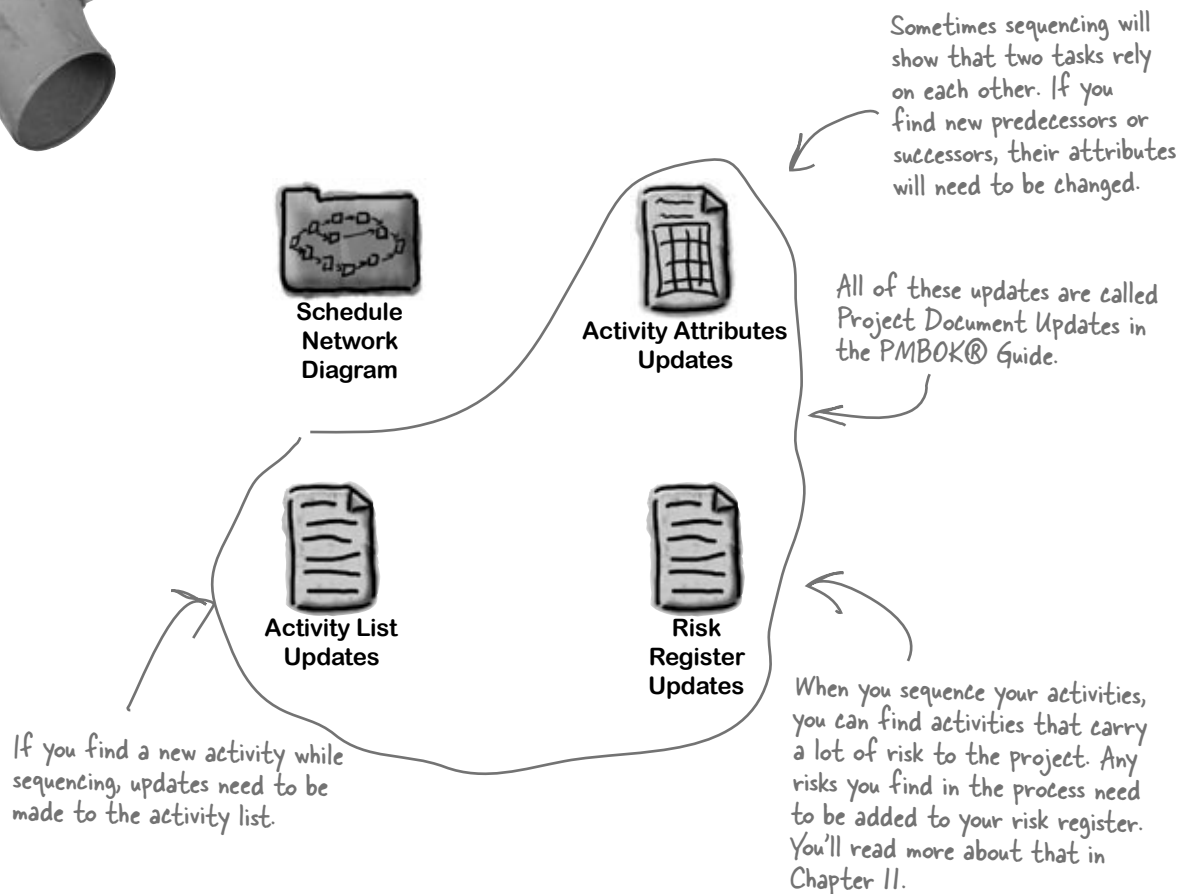 Sometimes sequencing will
show that two tasks rely
on each other. If you
find new predecessors or
successors, their attributes
will need to be changed.
Schedule
Network
Diagram
Activity Attributes
Updates
All of these updates are called
Project Document Updates in
the PMBOK® Guide.
Activity List
Updates
Risk
Register
Updates
If you find a new activity while
sequencing, updates need to be
made to the activity list.
When you sequence your activities,
you can find activities that carry
a lot of risk to the project. Any
risks you find in the process need
to be added to your risk register.
You'll read more about that in
Chapter 11.